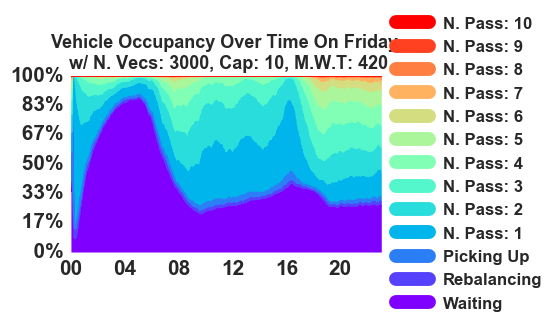 Vehicle Occupancy Over Time On Friday
w/ N. Vecs: 3000, Cap: 10, M.W.T: 420
100%
83%
67%
50%
33%
17%
0%
00 04 08 12 16 20
N. Pass: 10
N. Pass: 9
N. Pass: 8
N. Pass: 7
N. Pass: 6
N. Pass: 5
N. Pass: 4
N. Pass: 3
N. Pass: 2
N. Pass: 1
Picking Up
Rebalancing
Waiting